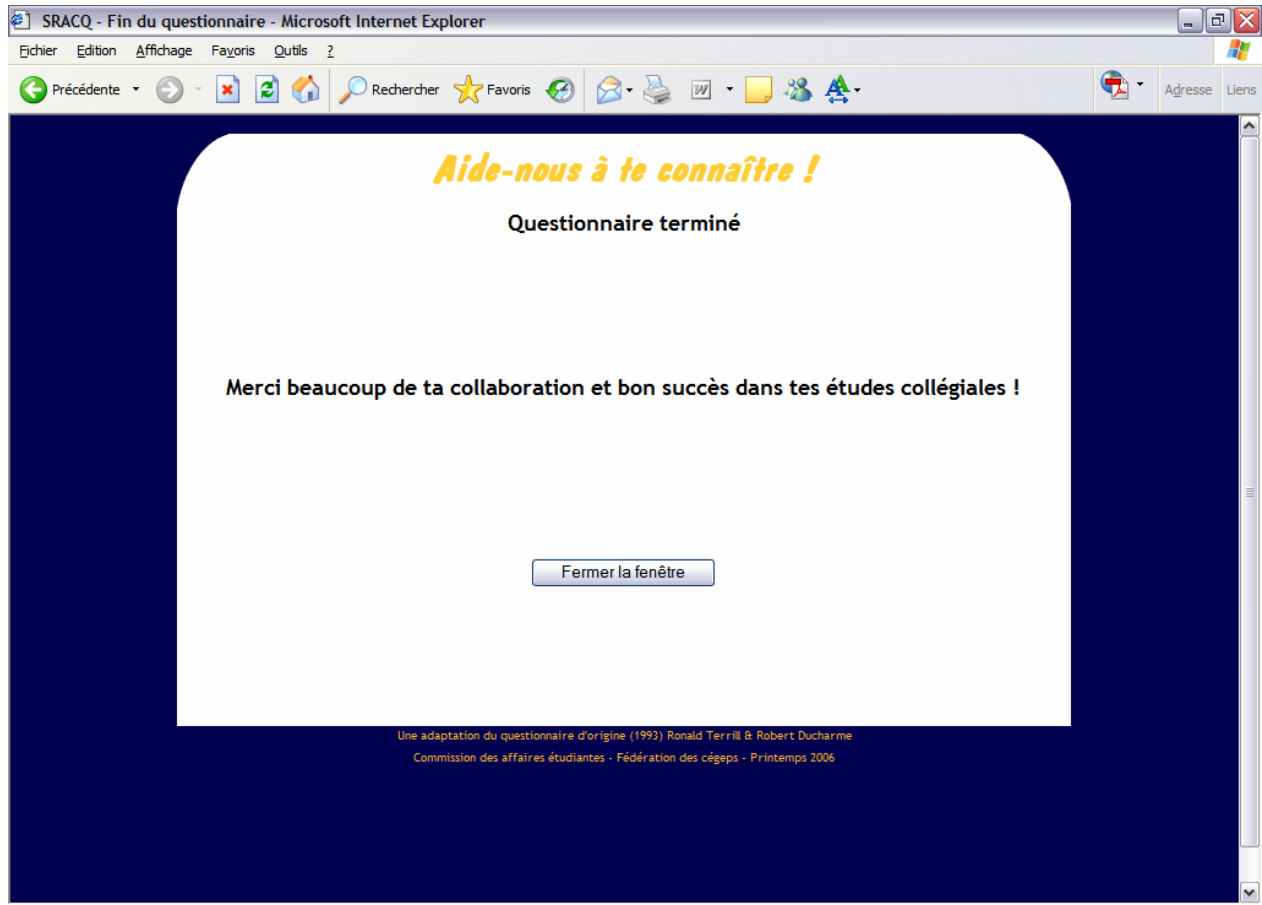 SRACQ - Fin du questionnaire - Microsoft Internet Explorer
Fichier Edition Affichage Favoris Outils ?
Précédente Rechercher Favoris Adresse Liens
Aide-nous à te connaître !
Questionnaire terminé
Merci beaucoup de ta collaboration et bon succès dans tes études collégiales !
Fermer la fenêtre
Une adaptation du questionnaire d'origine (1993) Ronald Terrill & Robert Ducharme
Commission des affaires étudiantes - Fédération des cégeps - Printemps 2006